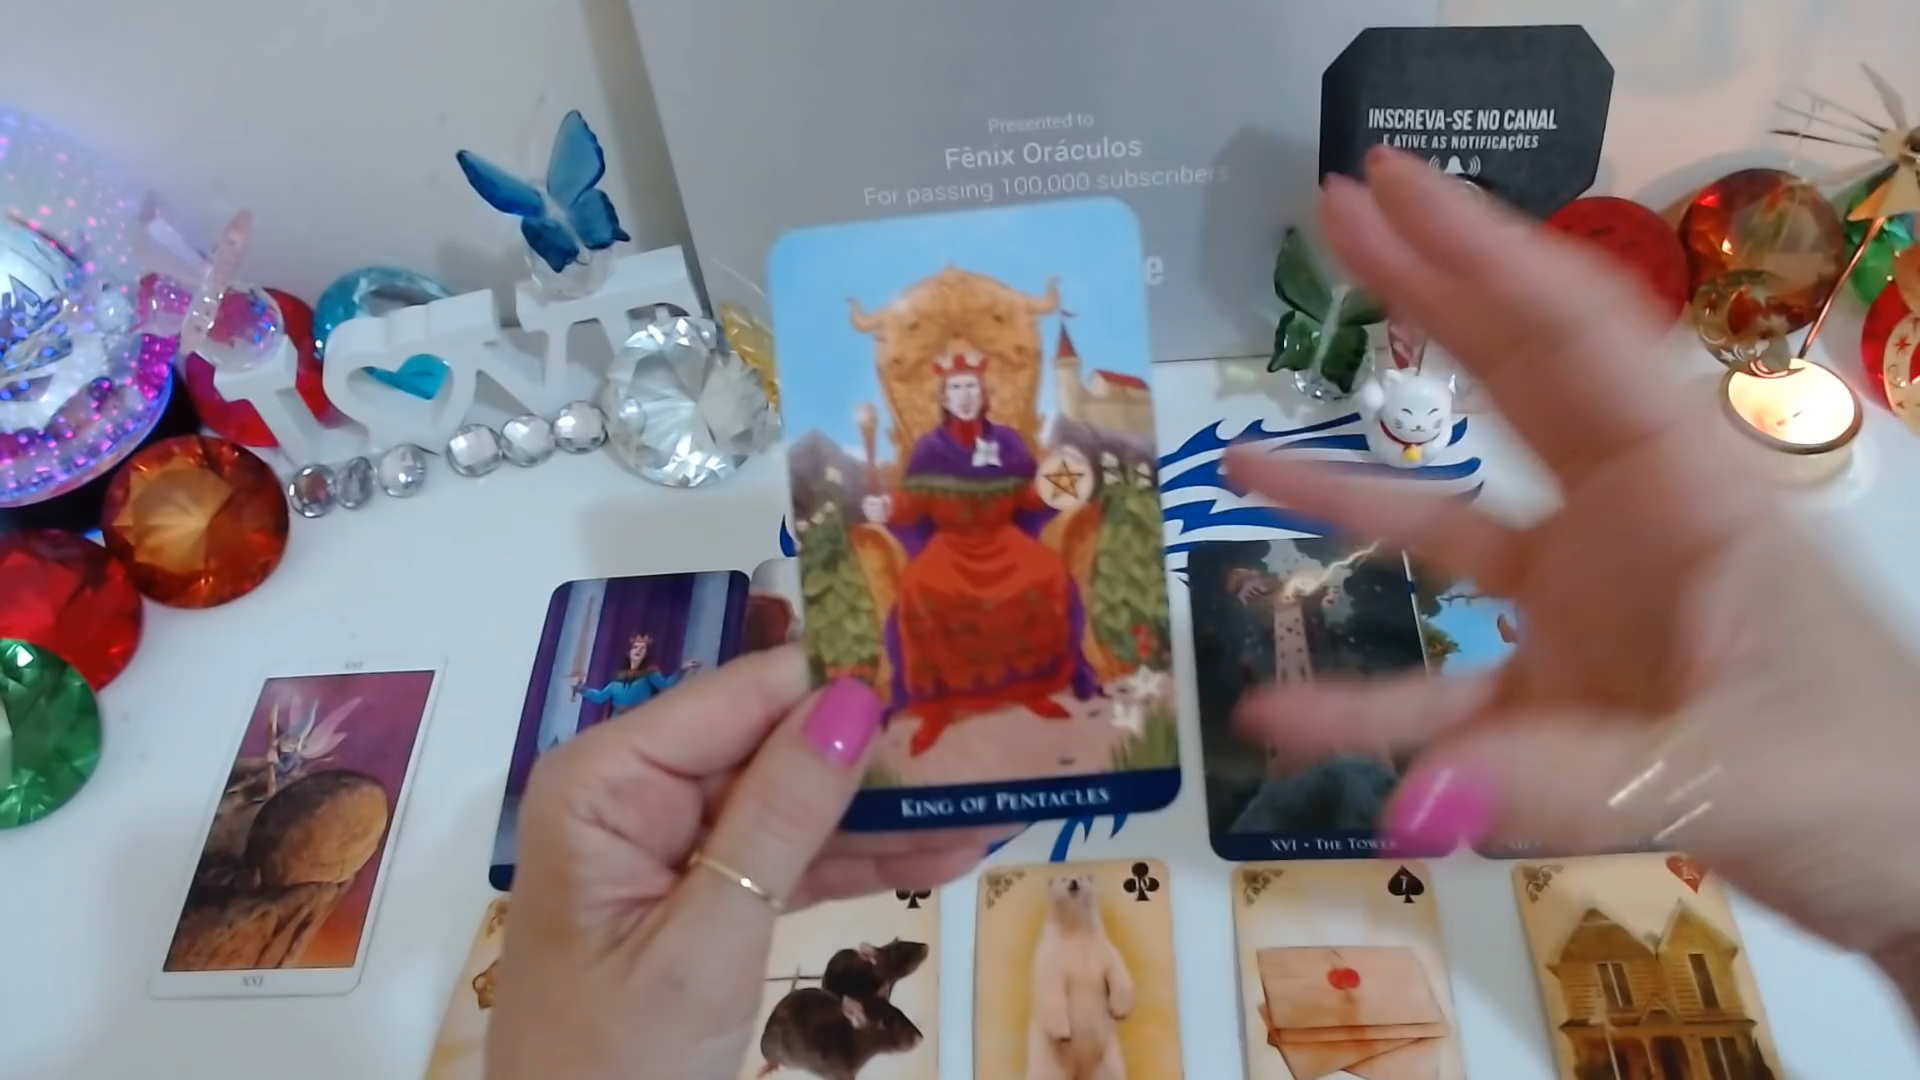 Presented to
Fênix Oráculos
For passing 100,000 subscribers
INSCREVA-SE NO CANAL
E ATIVE AS NOTIFICAÇÕES
e
KING OF PENTACLES
XVI • THE TOWER
XXI
XXI